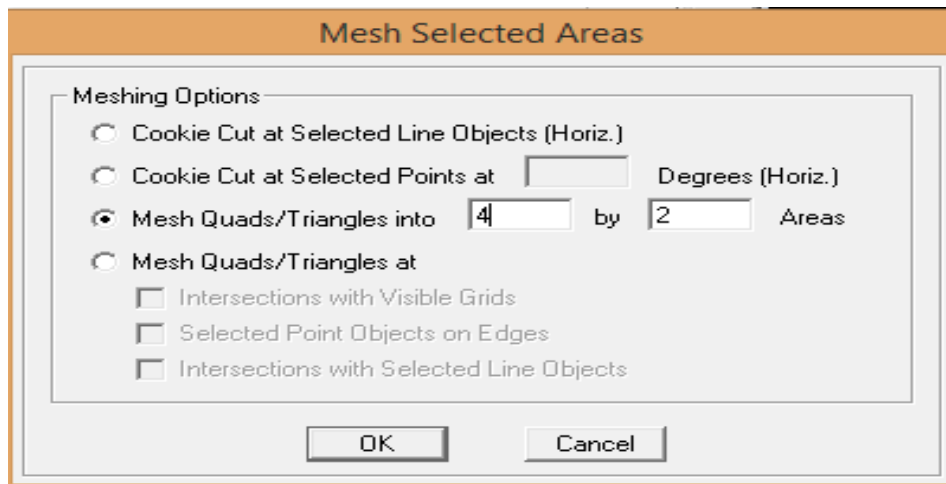 Mesh Selected Areas
Meshing Options
Cookie Cut at Selected Line Objects (Horiz.)
Cookie Cut at Selected Points at Degrees (Horiz.)
Mesh Quads/Triangles into 4 by 2 Areas
Mesh Quads/Triangles at
Intersections with Visible Grids
Selected Point Objects on Edges
Intersections with Selected Line Objects
OK Cancel